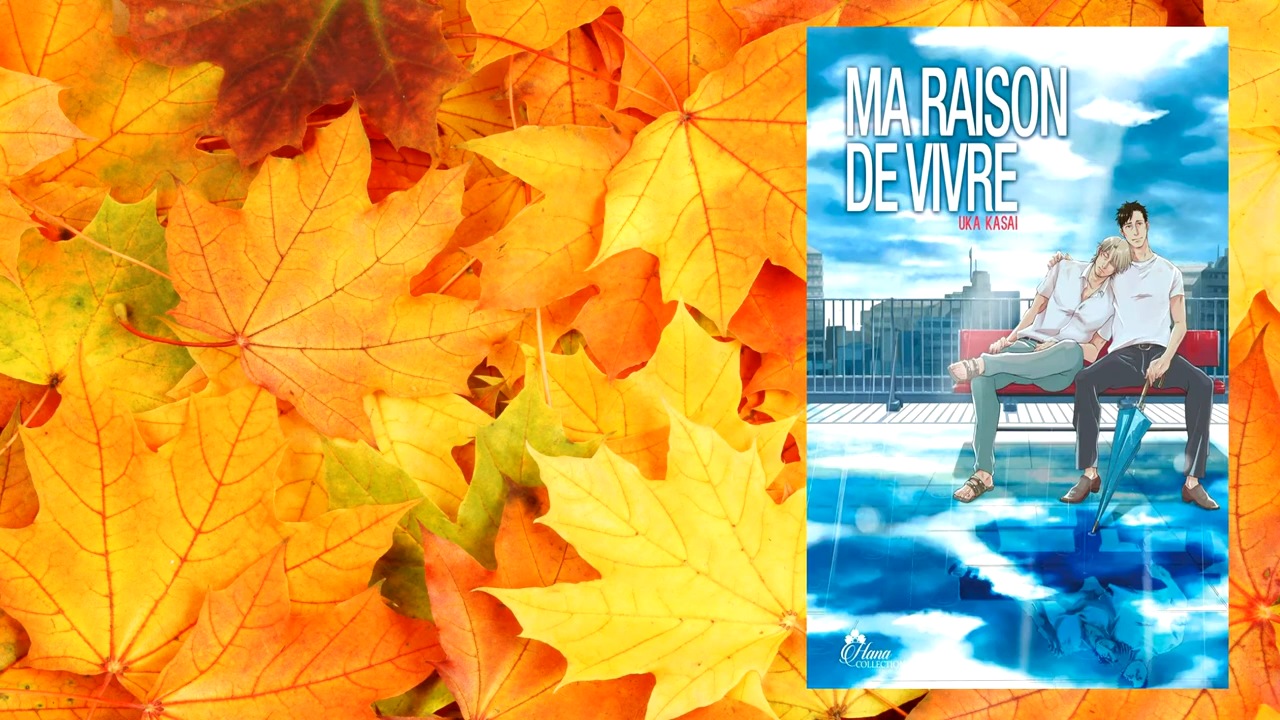 MA RAISON
DE VIVRE
UKA KASAI
Hana
COLLECTION